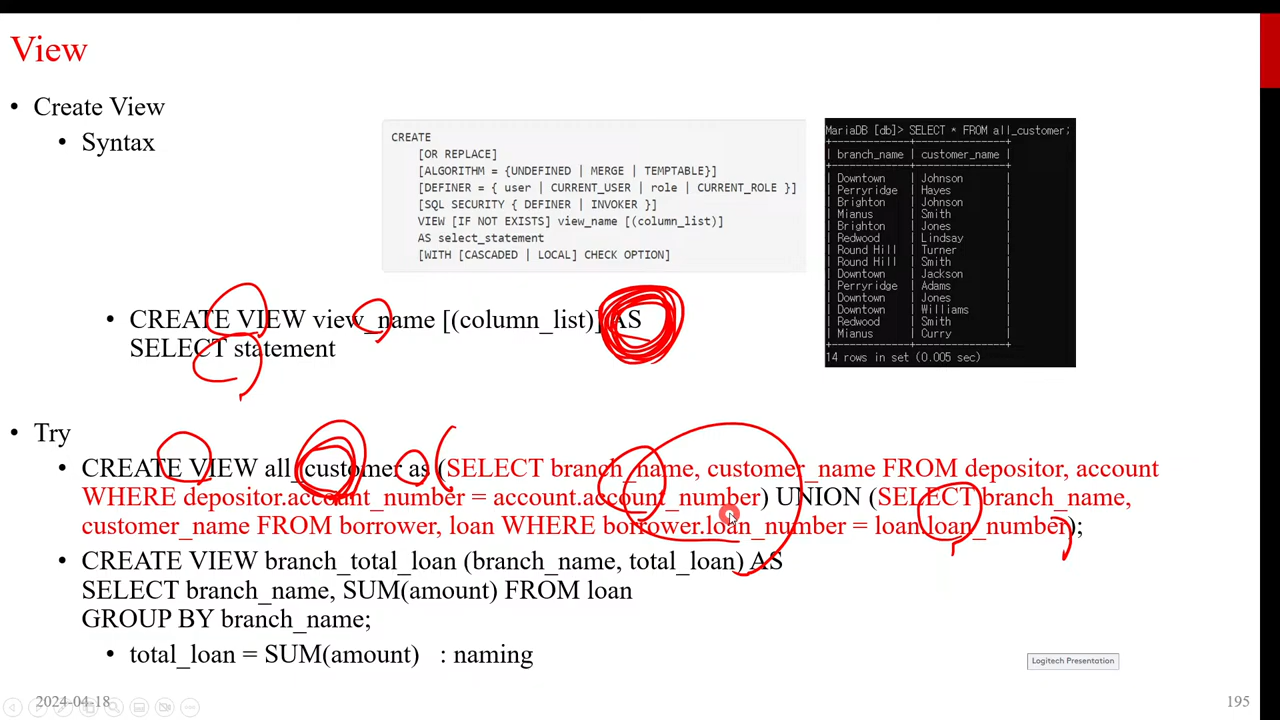 View
• Create View
• Syntax
CREATE
[OR REPLACE]
[ALGORITHM = {UNDEFINED | MERGE | TEMPTABLE}]
[DEFINER = { user | CURRENT_USER | role | CURRENT_ROLE }]
[SQL SECURITY { DEFINER | INVOKER }]
VIEW [IF NOT EXISTS] view_name [(column_list)]
AS select_statement
[WITH [CASCADED | LOCAL] CHECK OPTION]
MariaDB [db]> SELECT * FROM all_customer;
| branch_name | customer_name |
| Downtown | Johnson |
| Perryridge | Hayes |
| Brighton | Johnson |
| Mianus | Smith |
| Brighton | Jones |
| Redwood | Lindsay |
| Round Hill | Turner |
| Round Hill | Smith |
| Downtown | Jackson |
| Perryridge | Adams |
| Downtown | Jones |
| Downtown | Williams |
| Redwood | Smith |
| Mianus | Curry |
14 rows in set (0.005 sec)
• CREATE VIEW view_name [(column_list)] AS
SELECT statement
• Try
• CREATE VIEW all_customer as (SELECT branch_name, customer_name FROM depositor, account
WHERE depositor.account_number = account.account_number) UNION (SELECT branch_name,
customer_name FROM borrower, loan WHERE borrower.loan_number = loan.loan_number);
• CREATE VIEW branch_total_loan (branch_name, total_loan) AS
SELECT branch_name, SUM(amount) FROM loan
GROUP BY branch_name;
• total_loan = SUM(amount) : naming
Logitech Presentation
2024-04-18
195